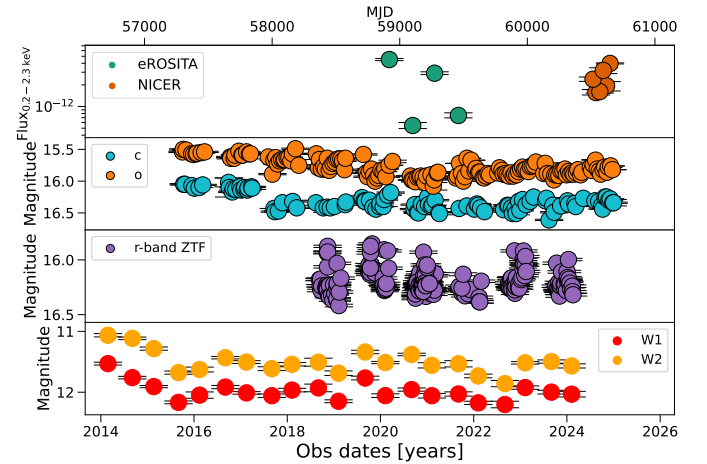 MJD
57000 58000 59000 60000 61000
Flux0.2−2.3 keV
10−12
eROSITA
NICER
Magnitude
15.5
16.0
16.5
c
o
Magnitude
16.0
16.5
r-band ZTF
Magnitude
11
12
W1
W2
2014 2016 2018 2020 2022 2024 2026
Obs dates [years]